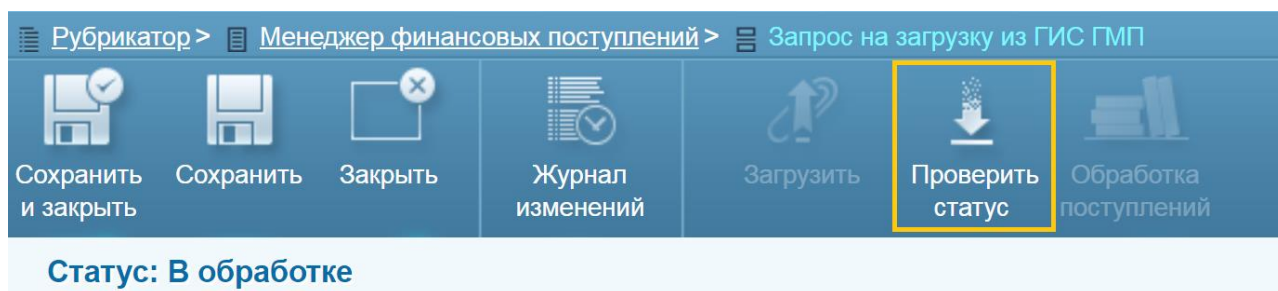 Рубрикатор > Менеджер финансовых поступлений > Запрос на загрузку из ГИС ГМП
Сохранить и закрыть
Сохранить
Закрыть
Журнал изменений
Загрузить
Проверить статус
Обработка поступлений
Статус: В обработке